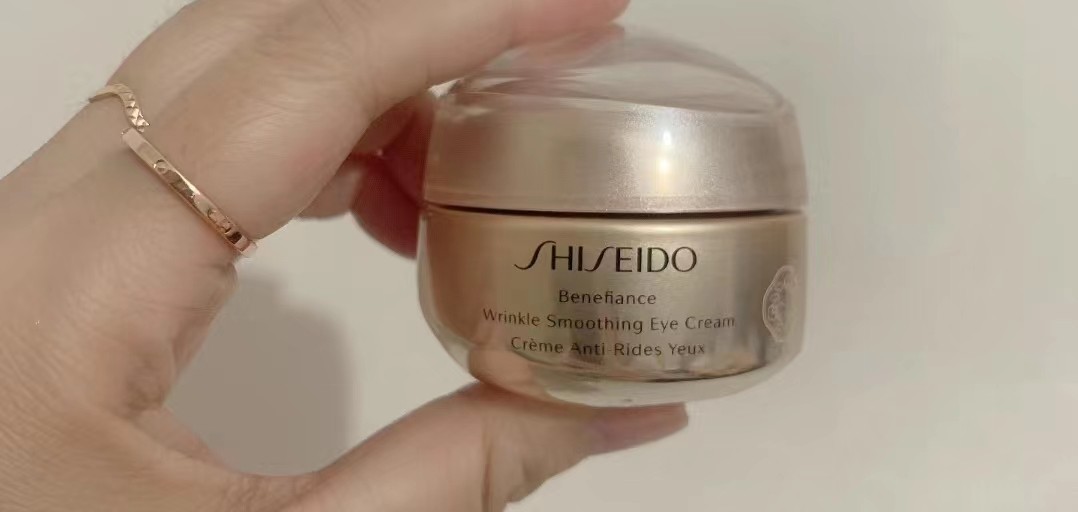 SHISEIDO
Benefiance
Wrinkle Smoothing Eye Cream
Crème Anti-Rides Yeux